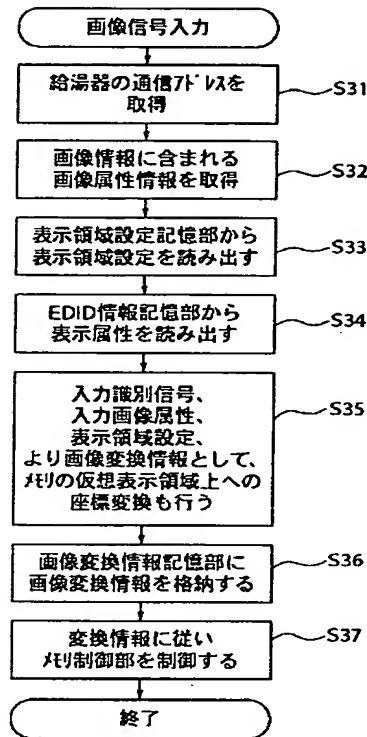 画像信号入力
給湯器の通信ｱﾄﾞﾚｽを
取得
S31
画像情報に含まれる
画像属性情報を取得
S32
表示領域設定記憶部から
表示領域設定を読み出す
S33
EDID情報記憶部から
表示属性を読み出す
S34
入力識別信号、
入力画像属性、
表示領域設定、
より画像変換情報として、
ﾒﾓﾘの仮想表示領域上への
座標変換も行う
S35
画像変換情報記憶部に
画像変換情報を格納する
S36
変換情報に従い
ﾒﾓﾘ制御部を制御する
S37
終了